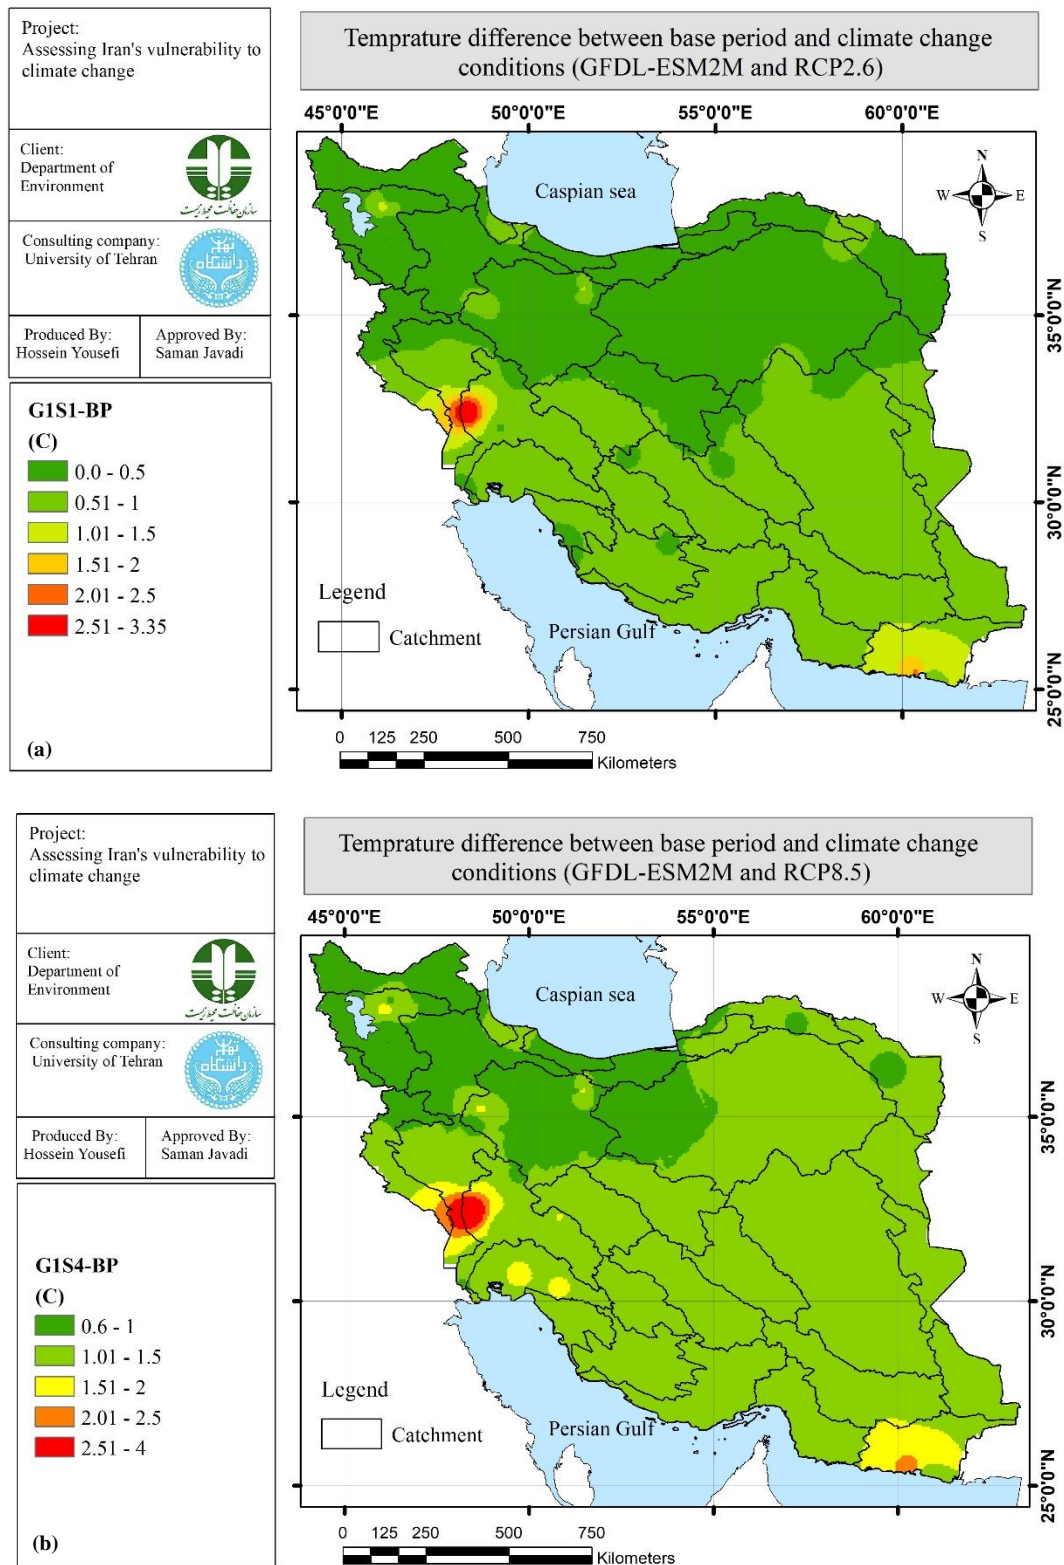 Project:
Assessing Iran's vulnerability to
climate change
Client:
Department of
Environment
سازمان حفاظت محیط زیست
Consulting company:
University of Tehran
Produced By:
Hossein Yousefi
Approved By:
Saman Javadi
G1S1-BP
(C)
0.0 - 0.5
0.51 - 1
1.01 - 1.5
1.51 - 2
2.01 - 2.5
2.51 - 3.35
(a)
Temprature difference between base period and climate change
conditions (GFDL-ESM2M and RCP2.6)
45°0'0"E
50°0'0"E
55°0'0"E
60°0'0"E
Caspian sea
N
W
E
S
35°0'0"N
30°0'0"N
25°0'0"N
Legend
Catchment
Persian Gulf
0 125 250 500 750
Kilometers
Project:
Assessing Iran's vulnerability to
climate change
Client:
Department of
Environment
سازمان حفاظت محیط زیست
Consulting company:
University of Tehran
Produced By:
Hossein Yousefi
Approved By:
Saman Javadi
G1S4-BP
(C)
0.6 - 1
1.01 - 1.5
1.51 - 2
2.01 - 2.5
2.51 - 4
(b)
Temprature difference between base period and climate change
conditions (GFDL-ESM2M and RCP8.5)
45°0'0"E
50°0'0"E
55°0'0"E
60°0'0"E
Caspian sea
N
W
E
S
35°0'0"N
30°0'0"N
25°0'0"N
Legend
Catchment
Persian Gulf
0 125 250 500 750
Kilometers